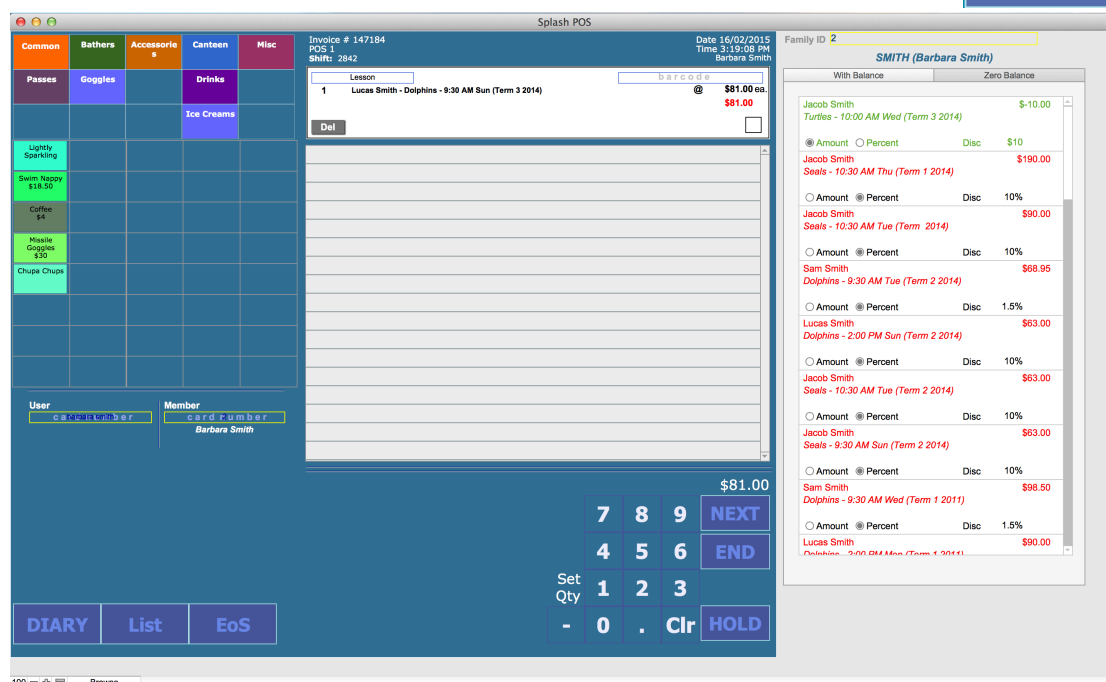 Splash POS
Common
Bathers
Accessorie
s
Canteen
Misc
Passes
Goggles
Drinks
Ice Creams
Lightly
Sparkling
Swim Nappy
$18.50
Coffee
$4
Missile
Goggles
$30
Chupa Chups
User
Member
card number
Barbara Smith
DIARY
List
EoS
Invoice # 147184
POS 1
Shift: 2842
Date 16/02/2015
Time 3:19:08 PM
Barbara Smith
Lesson
barcode
1 Lucas Smith - Dolphins - 9:30 AM Sun (Term 3 2014) @ $81.00 ea.
$81.00
Del
$81.00
7 8 9 NEXT
4 5 6 END
Set
Qty
1 2 3
- 0 . Clr HOLD
Family ID 2
SMITH (Barbara Smith)
With Balance
Zero Balance
Jacob Smith $-10.00
Turtles - 10:00 AM Wed (Term 3 2014)
Amount Percent Disc $10
Jacob Smith $190.00
Seals - 10:30 AM Thu (Term 1 2014)
Amount Percent Disc 10%
Jacob Smith $90.00
Seals - 10:30 AM Tue (Term 2014)
Amount Percent Disc 10%
Sam Smith $68.95
Dolphins - 9:30 AM Tue (Term 2 2014)
Amount Percent Disc 1.5%
Lucas Smith $63.00
Dolphins - 2:00 PM Sun (Term 2 2014)
Amount Percent Disc 10%
Jacob Smith $63.00
Seals - 10:30 AM Tue (Term 2 2014)
Amount Percent Disc 10%
Jacob Smith $63.00
Seals - 9:30 AM Sun (Term 2 2014)
Amount Percent Disc 10%
Sam Smith $98.50
Dolphins - 9:30 AM Wed (Term 1 2011)
Amount Percent Disc 1.5%
Lucas Smith $90.00
Dolphins - 2:00 PM Mon (Term 1 2011)
100
Browse